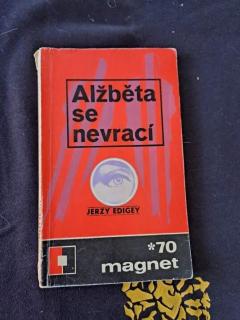 Alžběta
se
nevrací
JERZY EDIGEY
*70
magnet